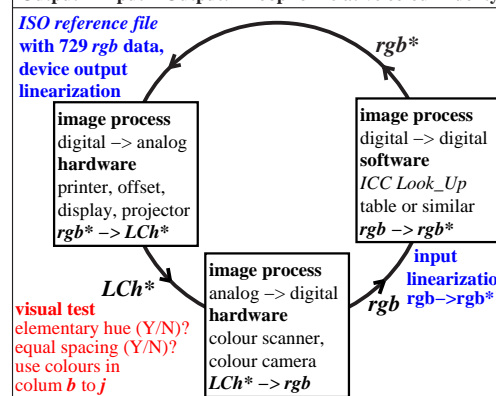 ISO reference file
with 729 rgb data,
device output
linearization
rgb*
image process
digital −> analog
hardware
printer, offset,
display, projector
rgb* −> LCh*
image process
digital −> digital
software
ICC Look_Up
table or similar
rgb −> rgb*
LCh*
image process
analog −> digital
hardware
colour scanner,
colour camera
LCh* −> rgb
rgb
input
linearizatio
rgb−>rgb*
visual test
elementary hue (Y/N)?
equal spacing (Y/N)?
use colours in
colum b to j